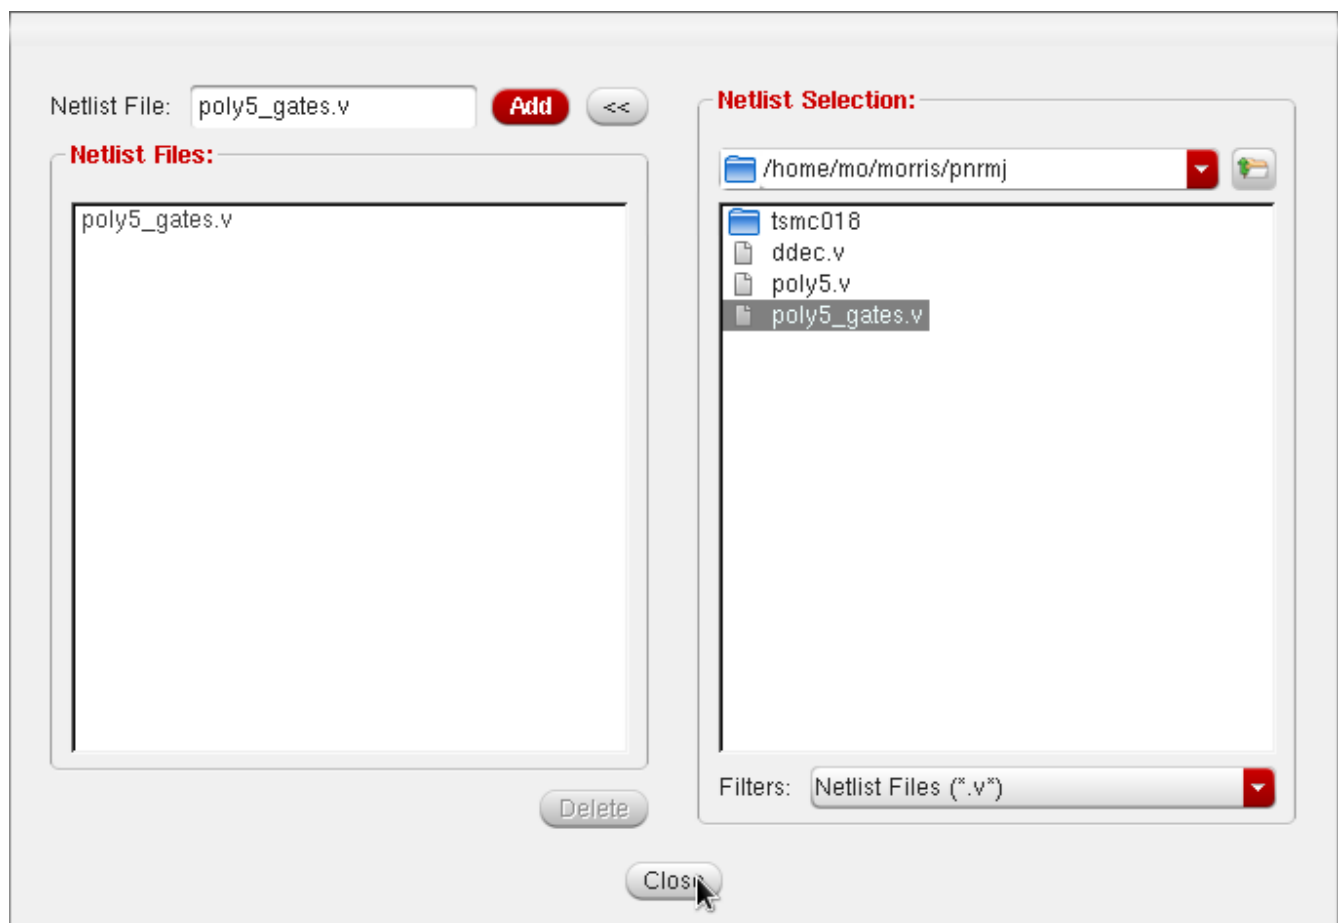 Netlist File: poly5_gates.v Add <<
Netlist Files:
poly5_gates.v
Delete
Netlist Selection:
/home/mo/morris/pnrmj
tsmc018
ddec.v
poly5.v
poly5_gates.v
Filters: Netlist Files (*.v*)
Close